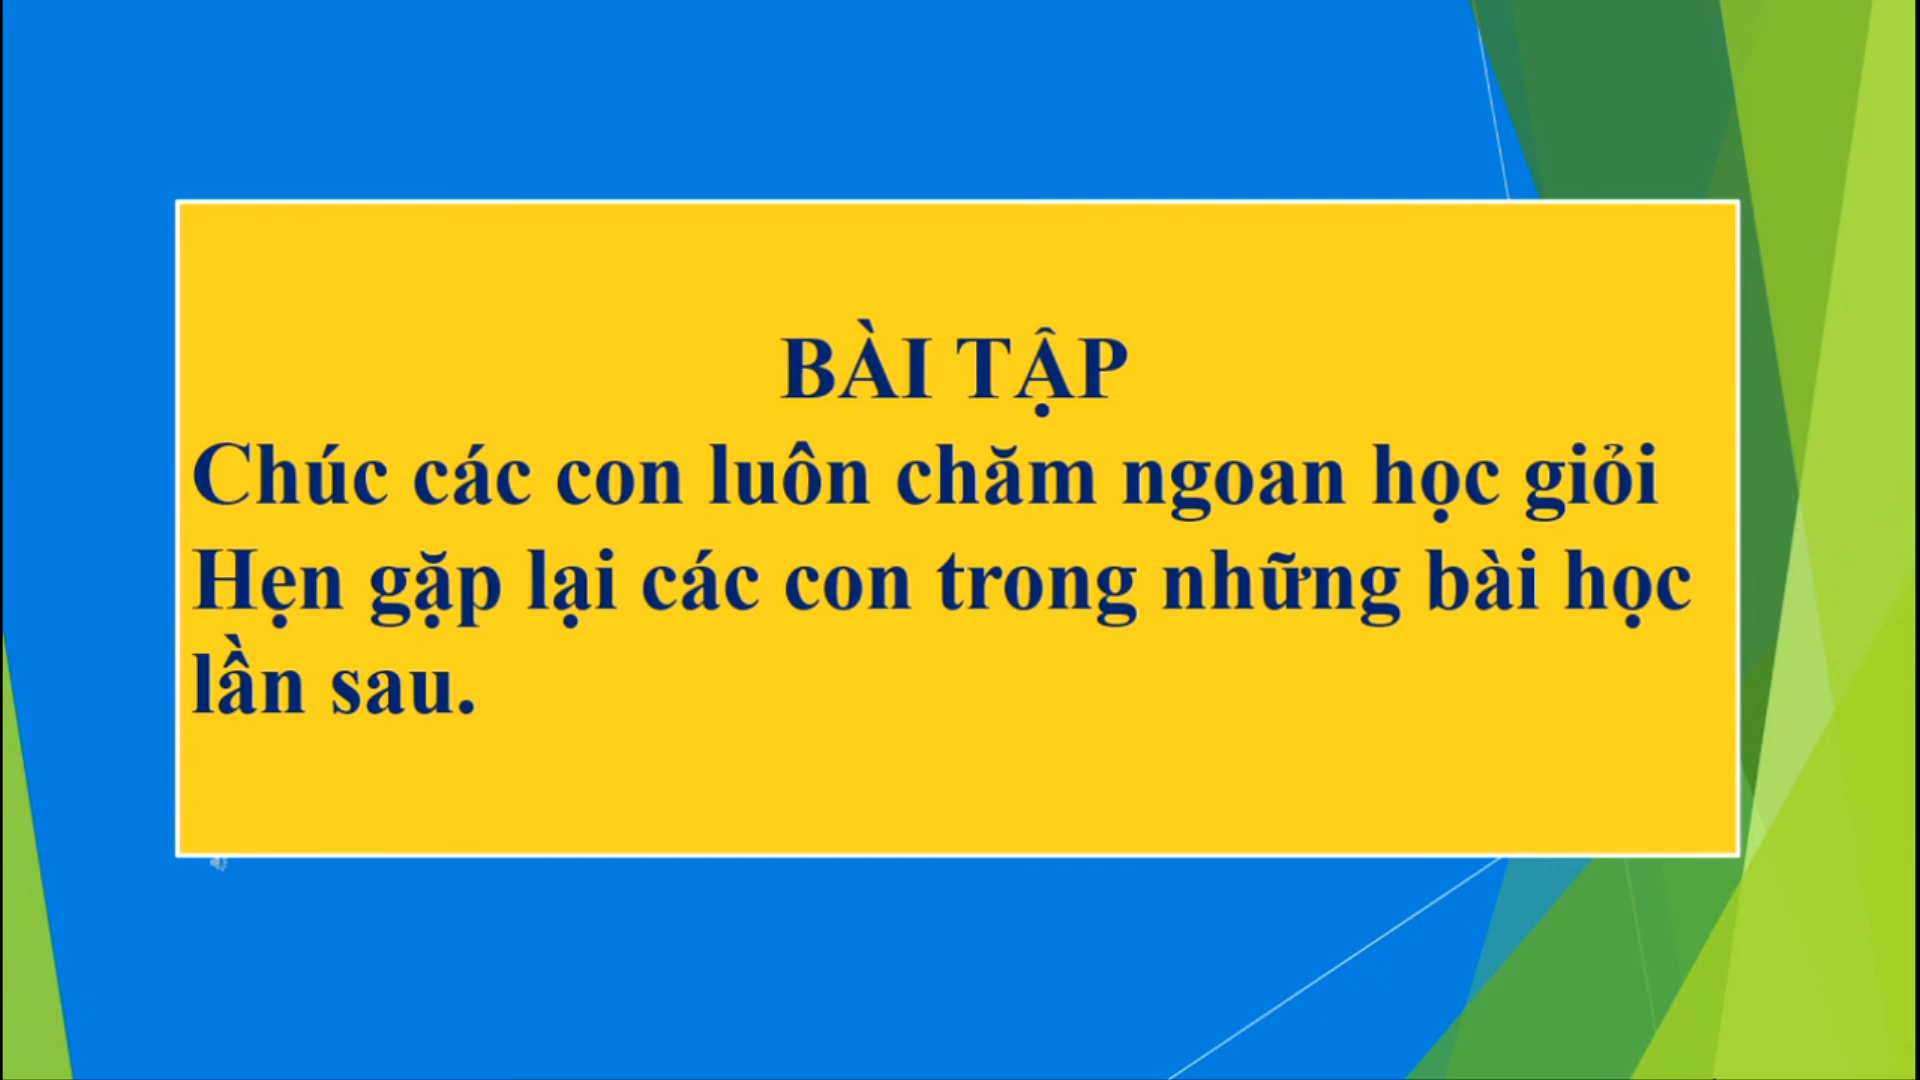 BÀI TẬP
Chúc các con luôn chăm ngoan học giỏi
Hẹn gặp lại các con trong những bài học
lần sau.